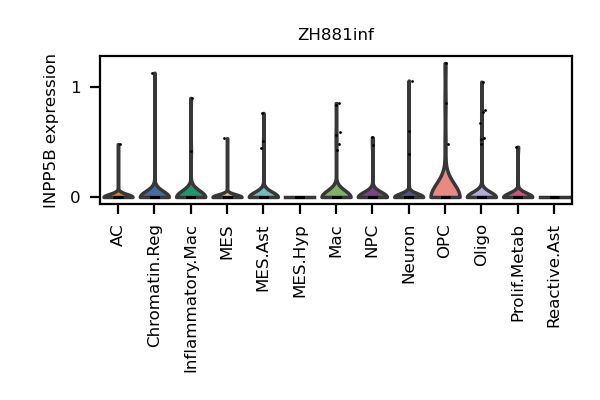 ZH881inf
INPP5B expression
1
0
AC
Chromatin.Reg
Inflammatory.Mac
MES
MES.Ast
MES.Hyp
Mac
NPC
Neuron
OPC
Oligo
Prolif.Metab
Reactive.Ast